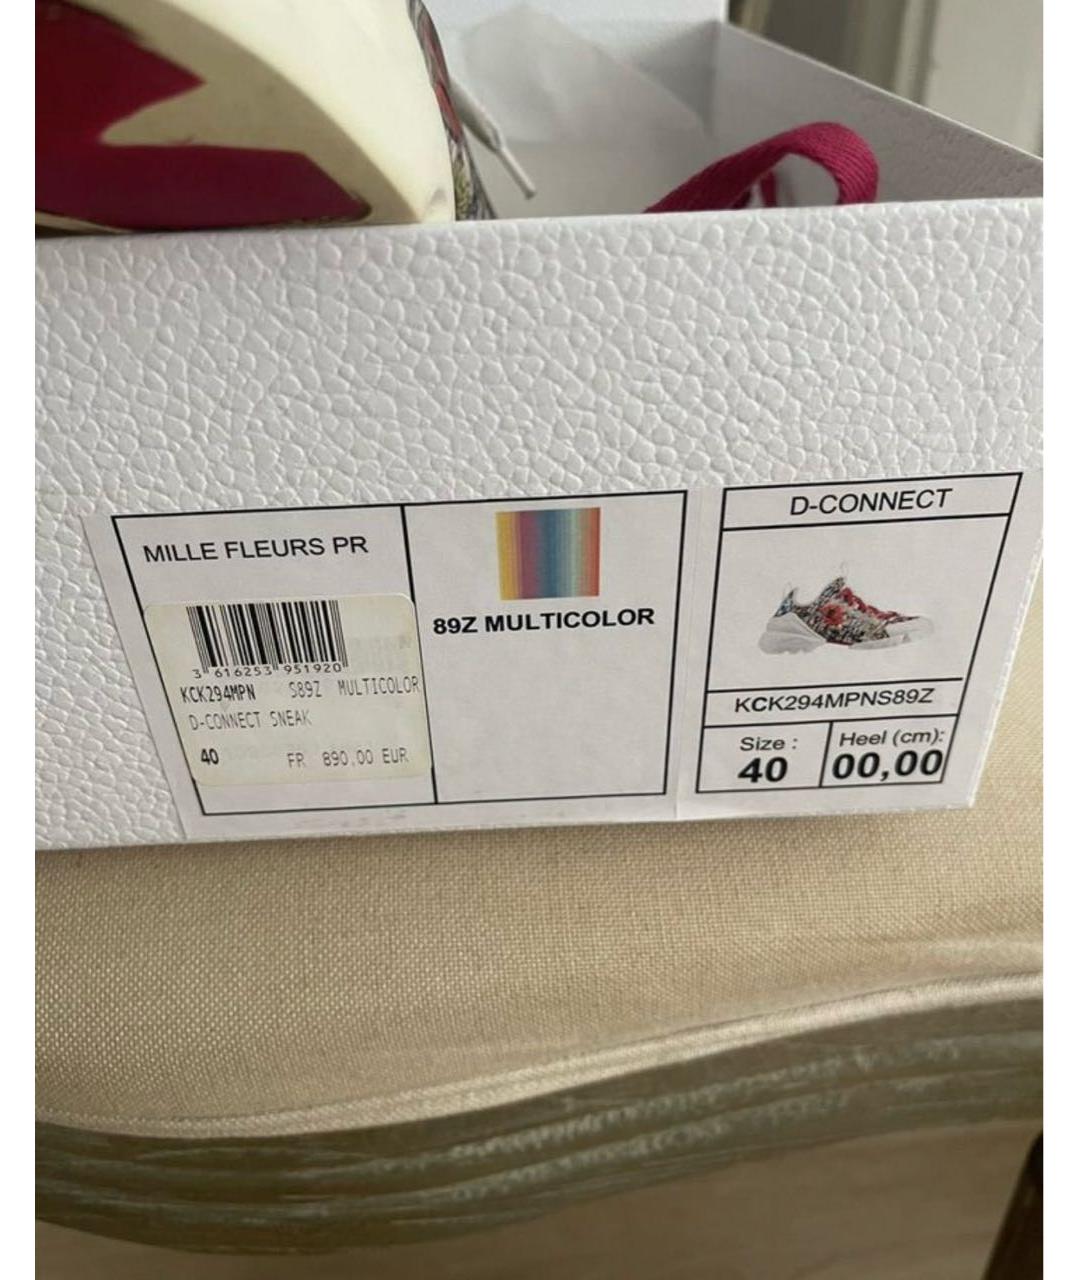 MILLE FLEURS PR
3 616253 951920
KCK294MPN S89Z MULTICOLOR
D-CONNECT SNEAK
40 FR 890,00 EUR
89Z MULTICOLOR
D-CONNECT
KCK294MPNS89Z
Size : 40
Heel (cm): 00,00